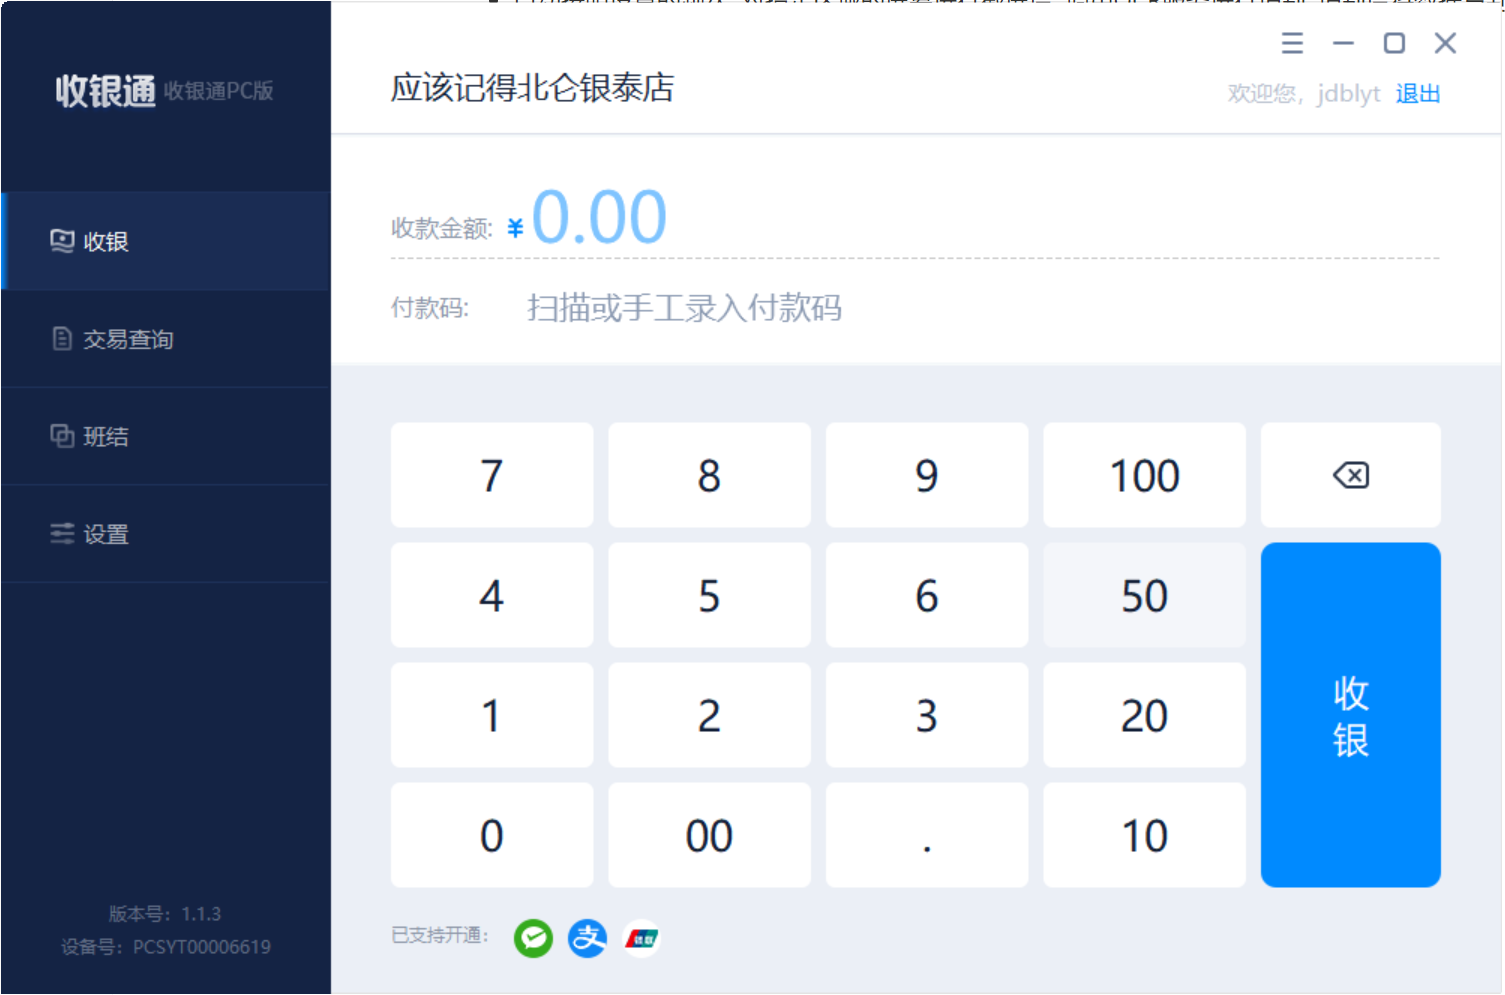 收银通 收银通PC版
应该记得北仑银泰店
欢迎您, jdblyt 退出
收银
交易查询
班结
设置
收款金额: ¥ 0.00
付款码: 扫描或手工录入付款码
7 8 9 100
4 5 6 50
1 2 3 20
0 00 . 10
收
银
已支持开通:
支
银联
版本号: 1.1.3
设备号: PCSYT00006619